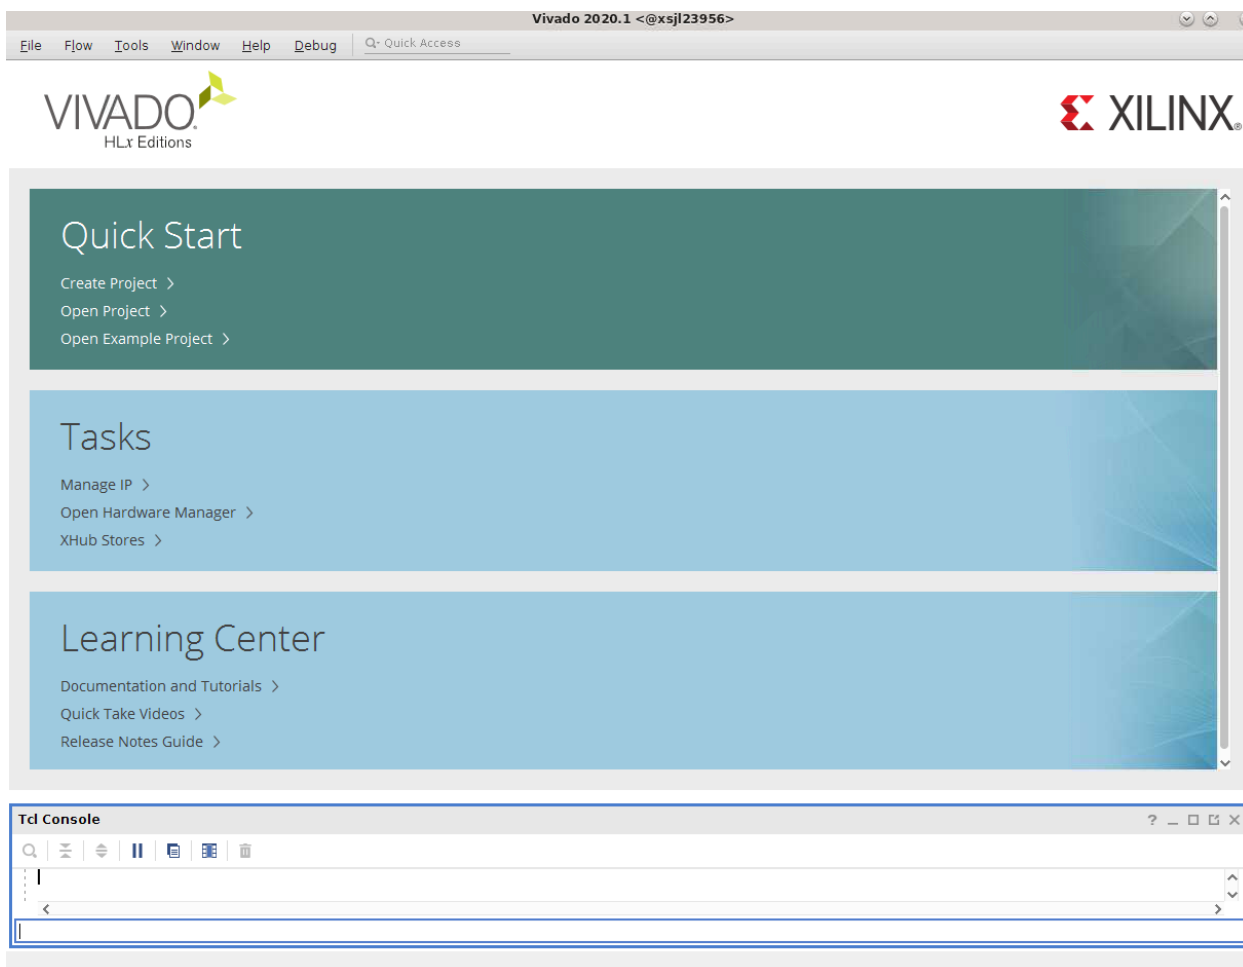 Vivado 2020.1 <@xsjl23956>
File Flow Tools Window Help Debug Q- Quick Access
VIVADO.
HLx Editions
XILINX®
Quick Start
Create Project >
Open Project >
Open Example Project >
Tasks
Manage IP >
Open Hardware Manager >
XHub Stores >
Learning Center
Documentation and Tutorials >
Quick Take Videos >
Release Notes Guide >
Tcl Console